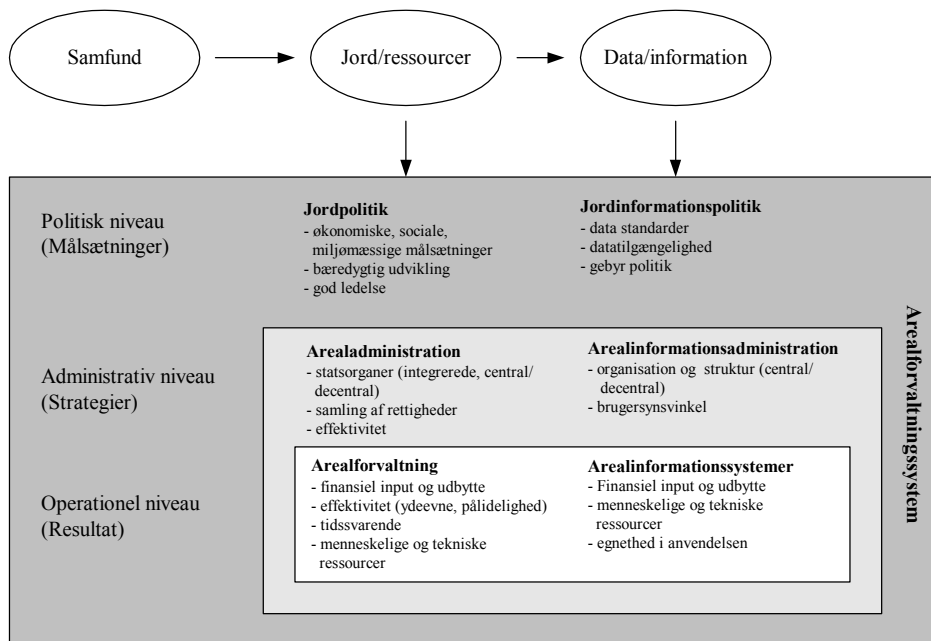 Samfund
Jord/ressourcer
Data/information
Politisk niveau
(Målsætninger)
Jordpolitik
- økonomiske, sociale,
miljømæssige målsætninger
- bæredygtig udvikling
- god ledelse
Jordinformationspolitik
- data standarder
- datatilgængelighed
- gebyr politik
Administrativ niveau
(Strategier)
Arealadministration
- statsorganer (integrerede, central/
decentral)
- samling af rettigheder
- effektivitet
Arealinformationsadministration
- organisation og struktur (central/
decentral)
- brugersynsvinkel
Operationel niveau
(Resultat)
Arealforvaltning
- finansiel input og udbytte
- effektivitet (ydeevne, pålidelighed)
- tidssvarende
- menneskelige og tekniske
ressourcer
Arealinformationssystemer
- Finansiel input og udbytte
- menneskelige og tekniske
ressourcer
- egnethed i anvendelsen
Arealforvaltningssystem